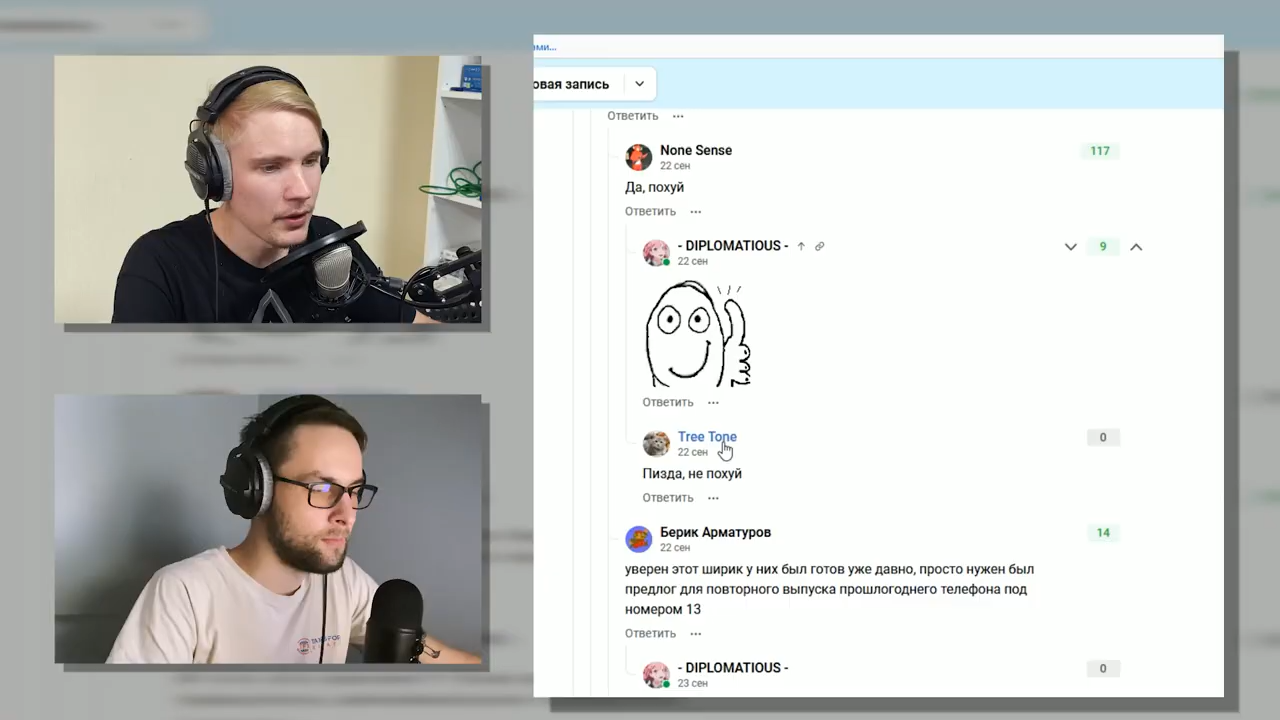 ами...
овая запись
Ответить ...
None Sense
117
22 сен
Да, похуй
Ответить ...
- DIPLOMATIOUS -
9
22 сен
Ответить ...
Tree Tone
0
22 сен
Пизда, не похуй
Ответить ...
Берик Арматуров
14
22 сен
уверен этот ширик у них был готов уже давно, просто нужен был
предлог для повторного выпуска прошлогоднего телефона под
номером 13
Ответить ...
- DIPLOMATIOUS -
0
23 сен